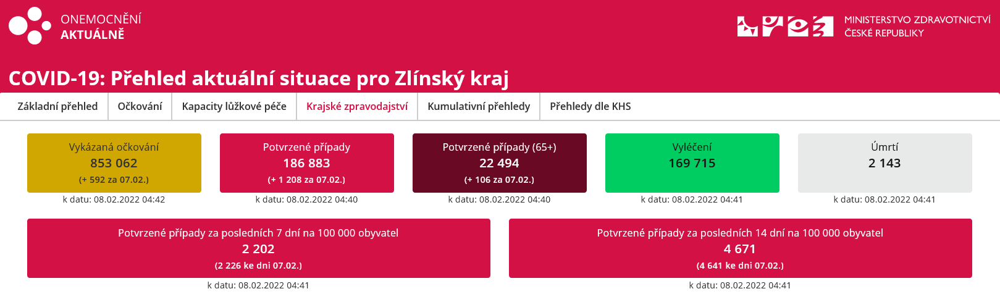 ONEMOCNĚNÍ
AKTUÁLNĚ
MINISTERSTVO ZDRAVOTNICTVÍ
ČESKÉ REPUBLIKY
COVID-19: Přehled aktuální situace pro Zlínský kraj
Základní přehled
Očkování
Kapacity lůžkové péče
Krajské zpravodajství
Kumulativní přehledy
Přehledy dle KHS
Vykázaná očkování
853 062
(+ 592 za 07.02.)
k datu: 08.02.2022 04:42
Potvrzené případy
186 883
(+ 1 208 za 07.02.)
k datu: 08.02.2022 04:40
Potvrzené případy (65+)
22 494
(+ 106 za 07.02.)
k datu: 08.02.2022 04:40
Vyléčení
169 715
k datu: 08.02.2022 04:41
Úmrtí
2 143
k datu: 08.02.2022 04:41
Potvrzené případy za posledních 7 dní na 100 000 obyvatel
2 202
(2 226 ke dni 07.02.)
k datu: 08.02.2022 04:41
Potvrzené případy za posledních 14 dní na 100 000 obyvatel
4 671
(4 641 ke dni 07.02.)
k datu: 08.02.2022 04:41